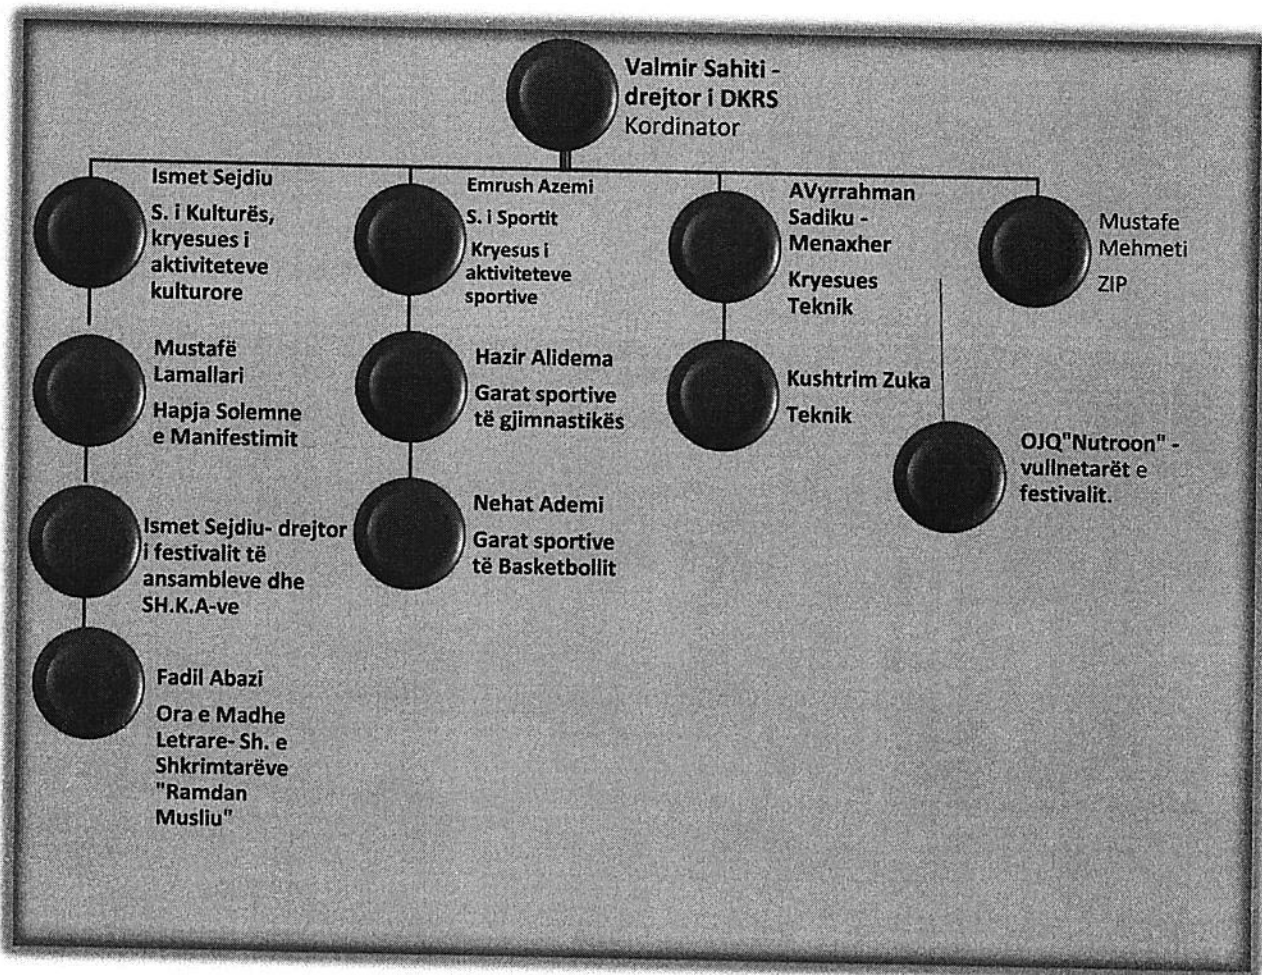 Valmir Sahiti -
drejtor i DKRS
Kordinator
Ismet Sejdiu
S. i Kulturës,
kryesues i
aktiviteteve
kulturore
Emrush Azemi
S. i Sportit
Kryesus i
aktiviteteve
sportive
AVyrrahman
Sadiku -
Menaxher
Kryesues
Teknik
Mustafe
Mehmeti
ZIP
Mustafë
Lamallari
Hapja Solemne
e Manifestimit
Hazir Alidema
Garat sportive
të gjimnastikës
Kushtrim Zuka
Teknik
OJQ"Nutroon" -
vullnetarët e
festivalit.
Ismet Sejdiu- drejtor
i festivalit të
ansambleve dhe
SH.K.A-ve
Nehat Ademi
Garat sportive
të Basketbollit
Fadil Abazi
Ora e Madhe
Letrare- Sh. e
Shkrimtarëve
"Ramdan
Musliu"